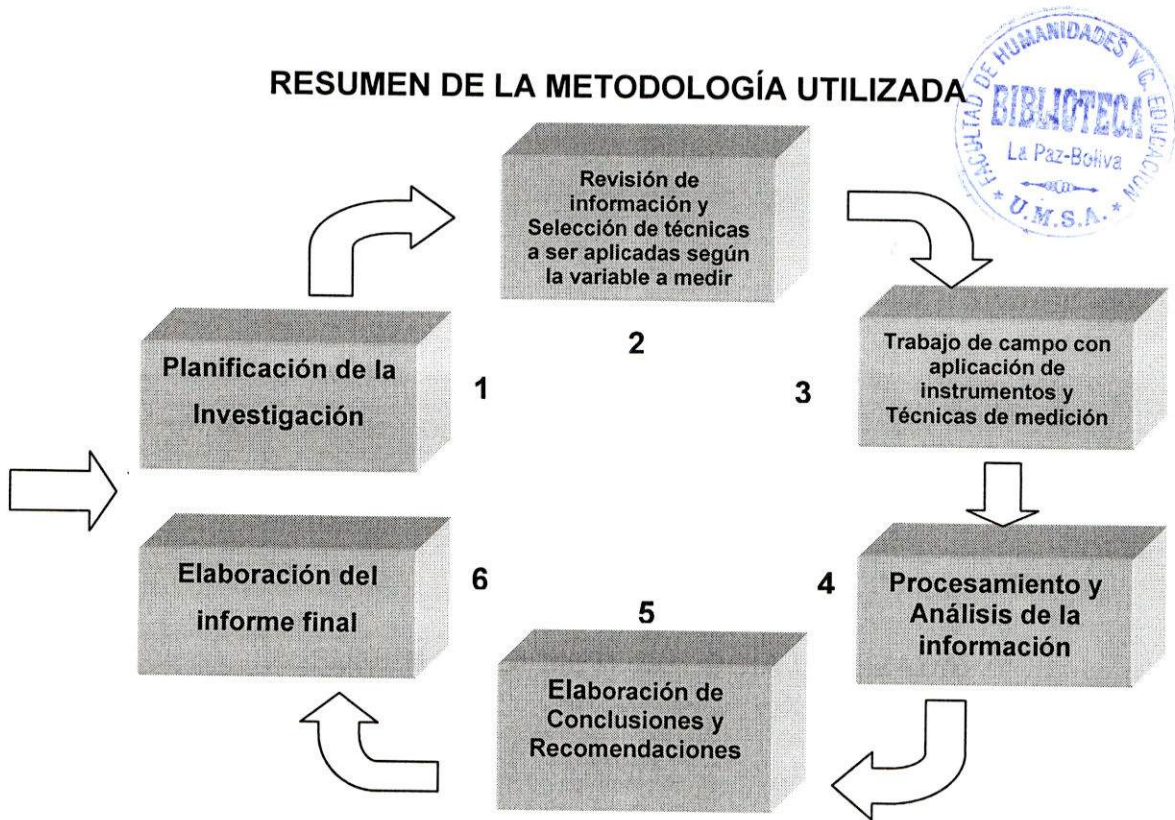 RESUMEN DE LA METODOLOGÍA UTILIZADA
FACULTAD DE HUMANIDADES Y C. EDUCACIÓN
BIBLIOTECA
La Paz-Boliva
* U.M.S.A. *
Planificación de la
Investigación
1
Revisión de
información y
Selección de técnicas
a ser aplicadas según
la variable a medir
2
Trabajo de campo con
aplicación de
instrumentos y
Técnicas de medición
3
Procesamiento y
Análisis de la
información
4
Elaboración de
Conclusiones y
Recomendaciones
5
Elaboración del
informe final
6